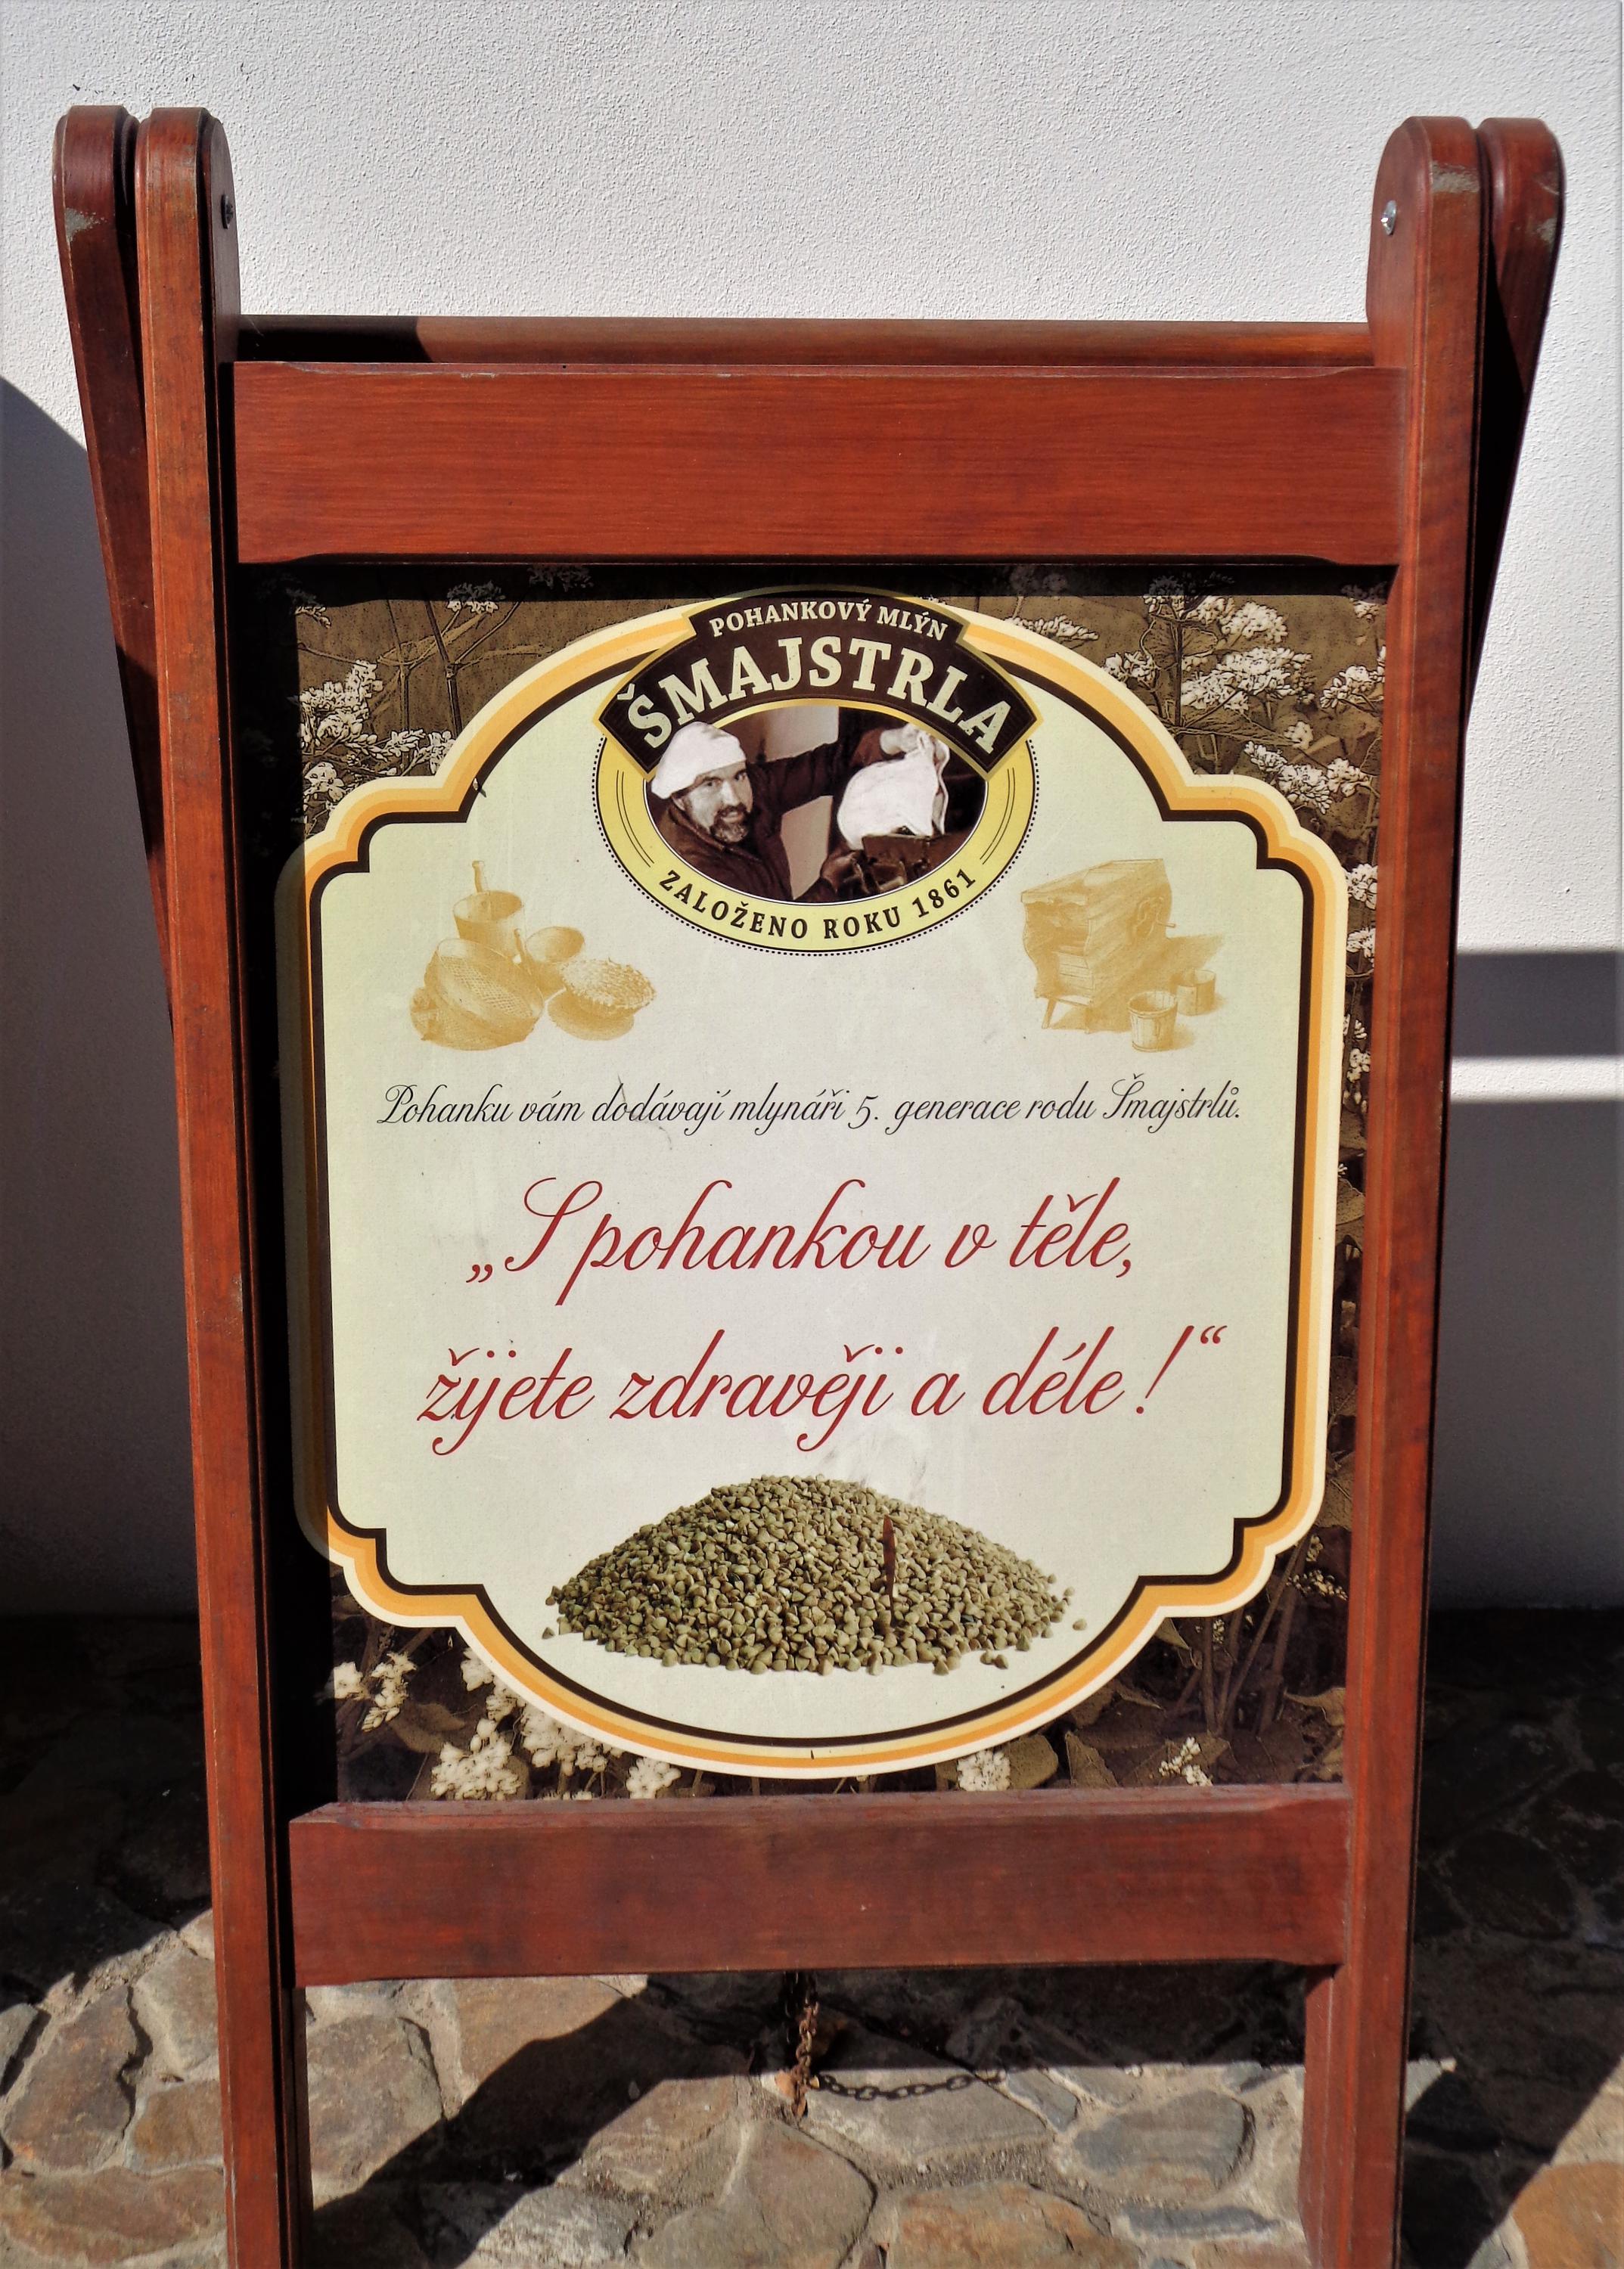 POHANKOVÝ MLÝN
ŠMAJSTRLA
ZALOŽENO ROKU 1861
Pohanku vám dodávají mlynáři 5. generace rodu Šmajstrlů.
„S pohankou v těle,
žijete zdravěji a déle!“